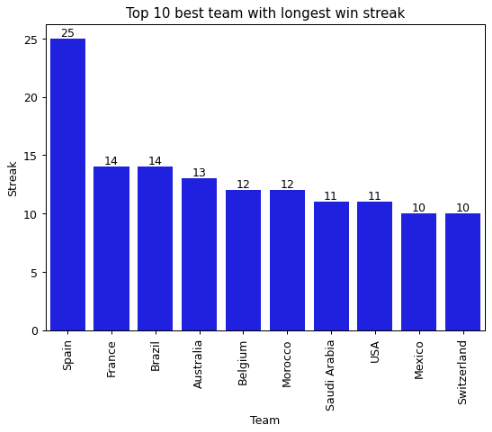 Top 10 best team with longest win streak
25
14
14
13
12
12
11
11
10
10
25
20
15
10
5
0
Streak
Spain
France
Brazil
Australia
Belgium
Morocco
Saudi Arabia
USA
Mexico
Switzerland
Team